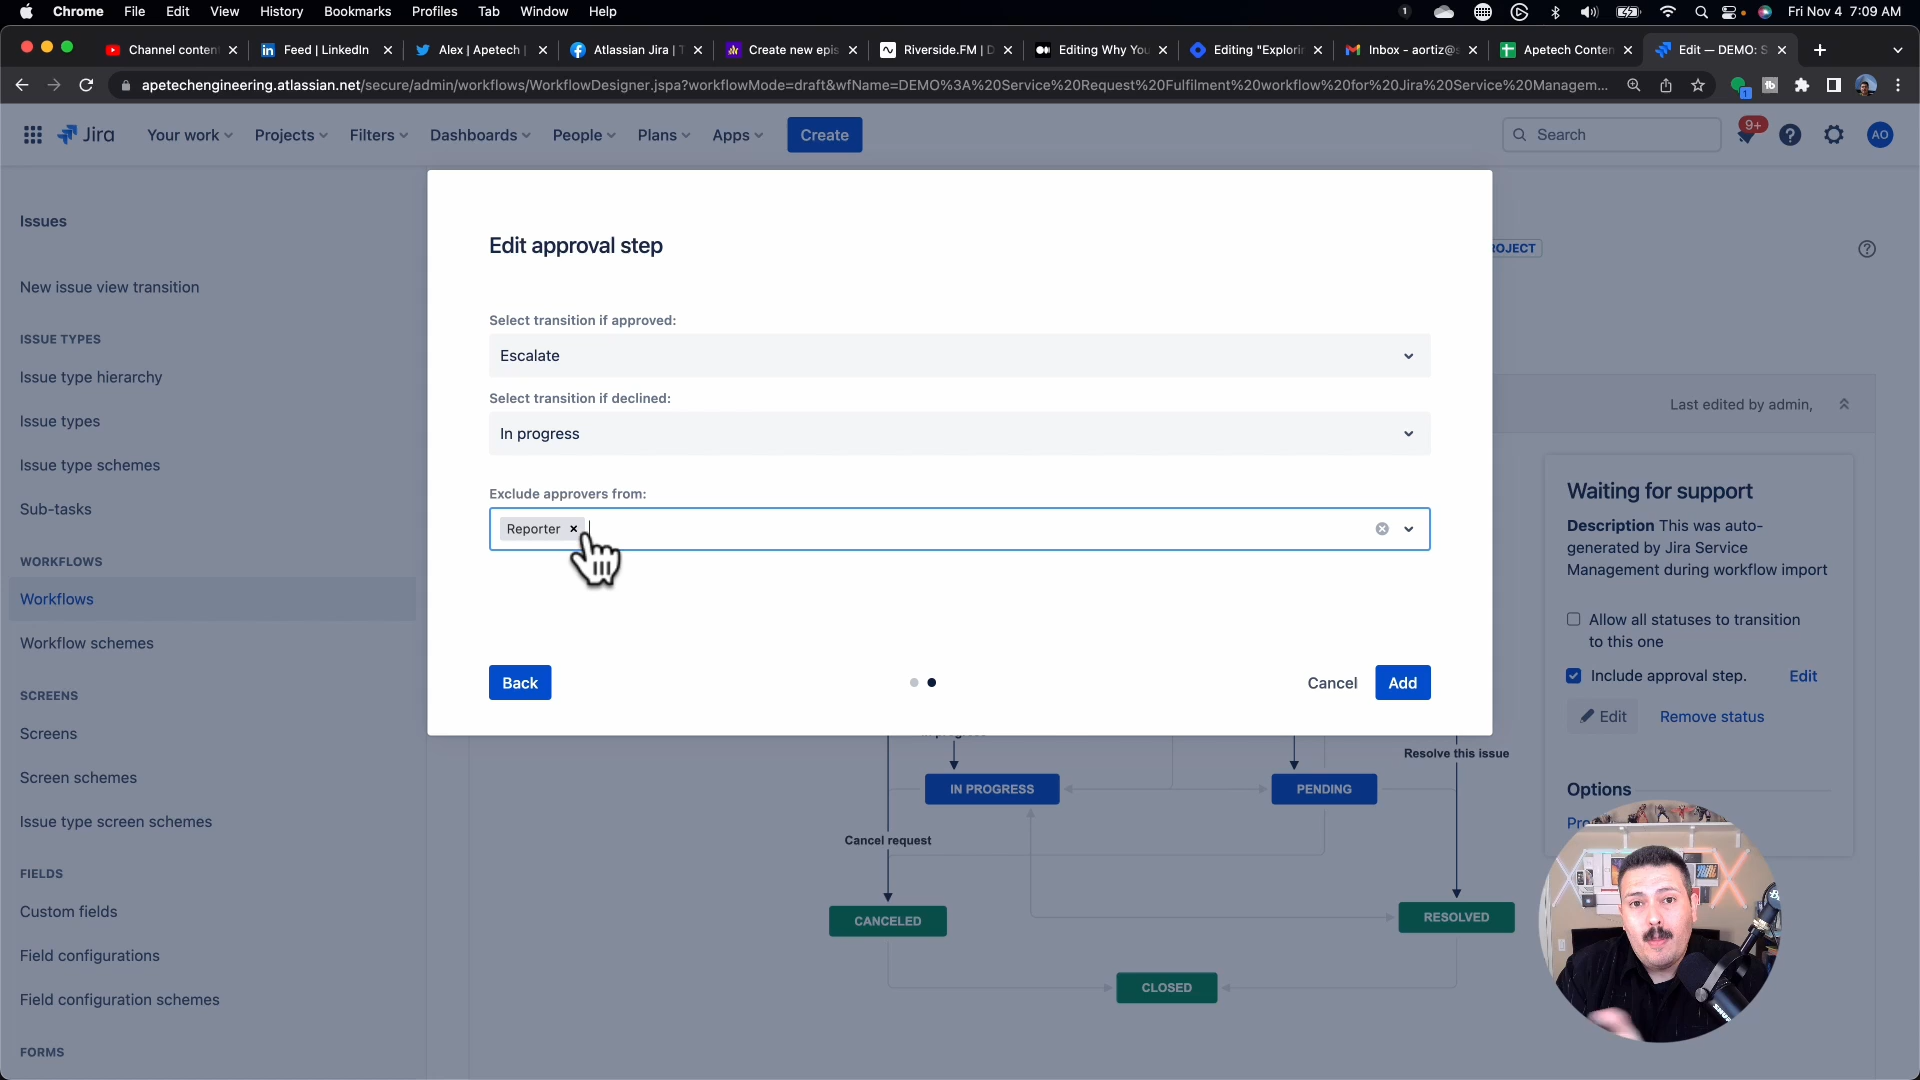 Chrome File Edit View History Bookmarks Profiles Tab Window Help
1 Fri Nov 4 7:09 AM
Channel conten
Feed | LinkedIn
Alex | Apetech |
Atlassian Jira | T
Create new epis
Riverside.FM | D
Editing Why You
Editing "Explorin
Inbox - aortiz@s
Apetech Conten
Edit — DEMO: S
apetechengineering.atlassian.net/secure/admin/workflows/WorkflowDesigner.jspa?workflowMode=draft&wfName=DEMO%3A%20Service%20Request%20Fulfilment%20workflow%20for%20Jira%20Service%20Managem...
1
tb
Jira Your work Projects Filters Dashboards People Plans Apps Create
Search
9+
AO
Issues
New issue view transition
ISSUE TYPES
Issue type hierarchy
Issue types
Issue type schemes
Sub-tasks
WORKFLOWS
Workflows
Workflow schemes
SCREENS
Screens
Screen schemes
Issue type screen schemes
FIELDS
Custom fields
Field configurations
Field configuration schemes
FORMS
Edit approval step
Select transition if approved:
Escalate
Select transition if declined:
In progress
Exclude approvers from:
Reporter
Back
Cancel
Add
ROJECT
Last edited by admin,
Waiting for support
Description This was auto-
generated by Jira Service
Management during workflow import
Allow all statuses to transition
to this one
Include approval step. Edit
Edit Remove status
Options
Resolve this issue
IN PROGRESS
PENDING
Cancel request
CANCELED
RESOLVED
CLOSED